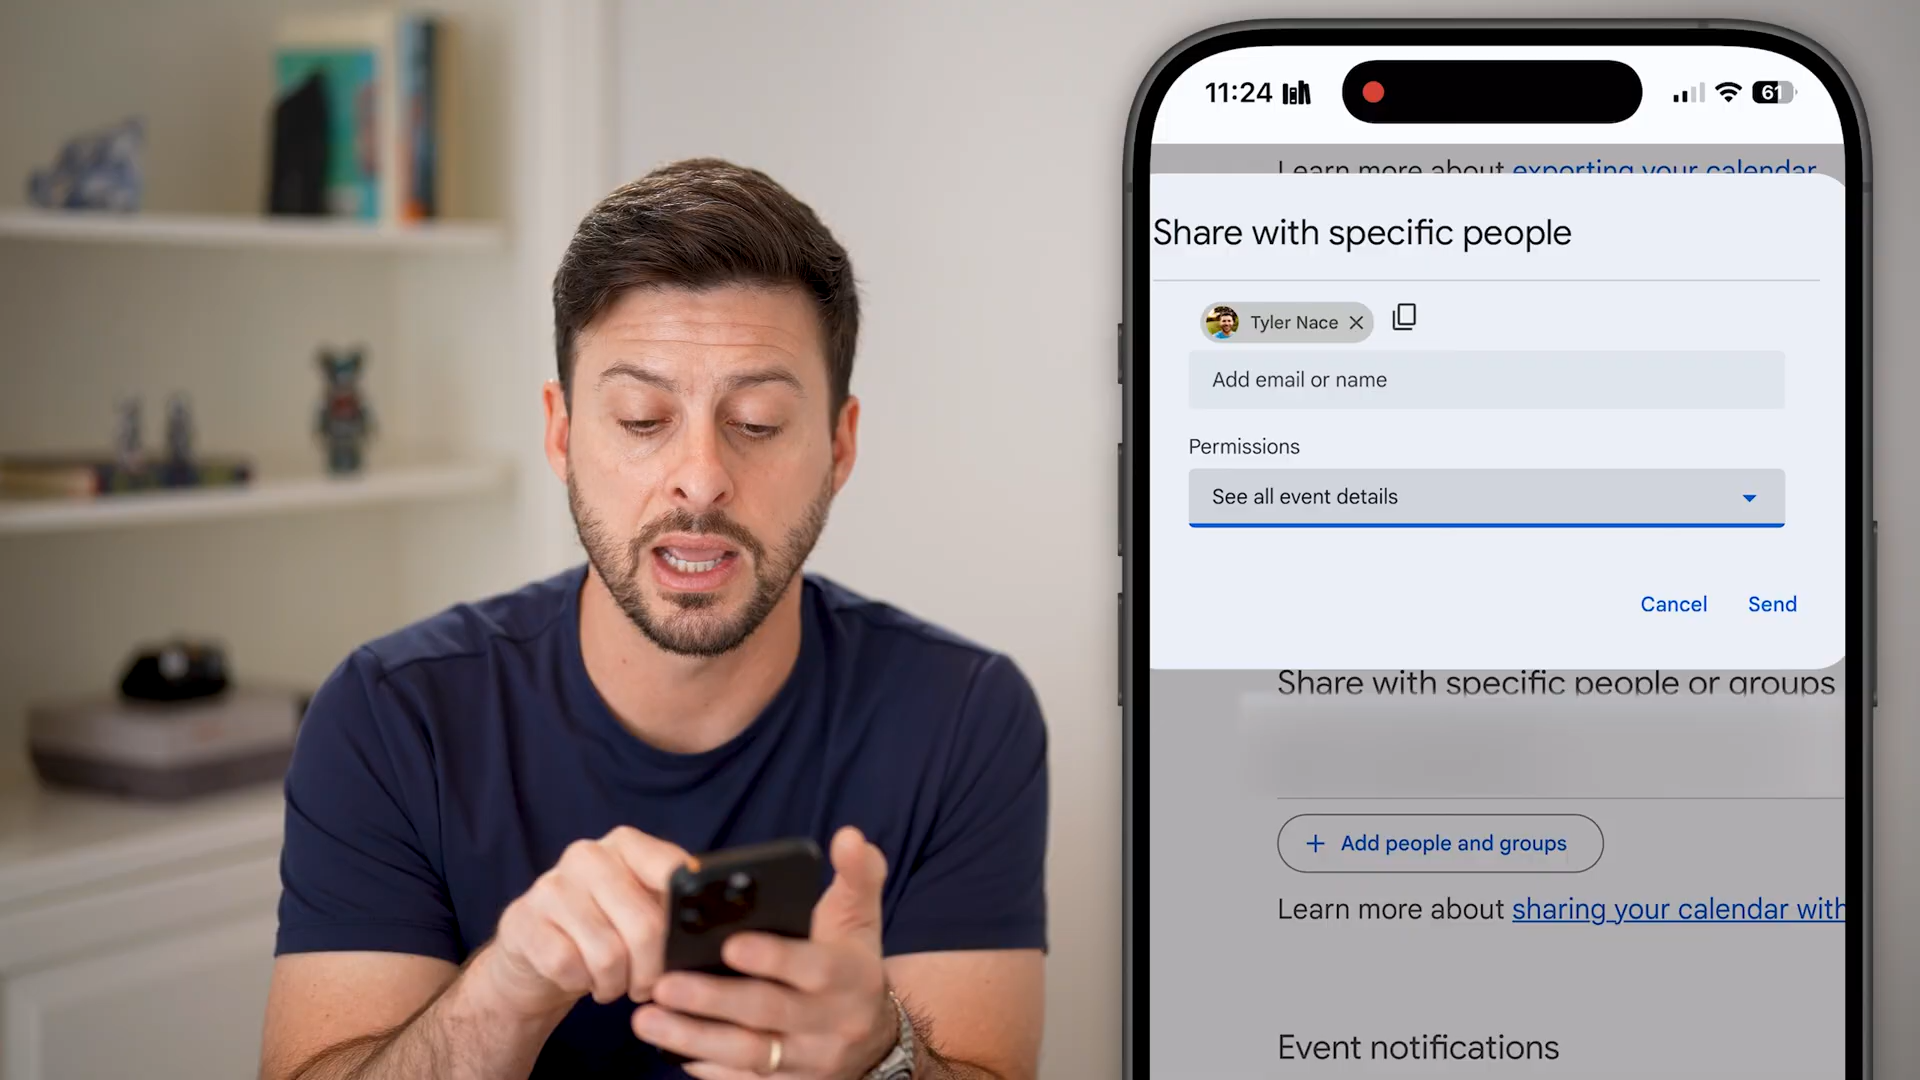 11:24
61
Learn more about exporting your calendar
Share with specific people
Tyler Nace
Add email or name
Permissions
See all event details
Cancel Send
Share with specific people or groups
+ Add people and groups
Learn more about sharing your calendar with
Event notifications